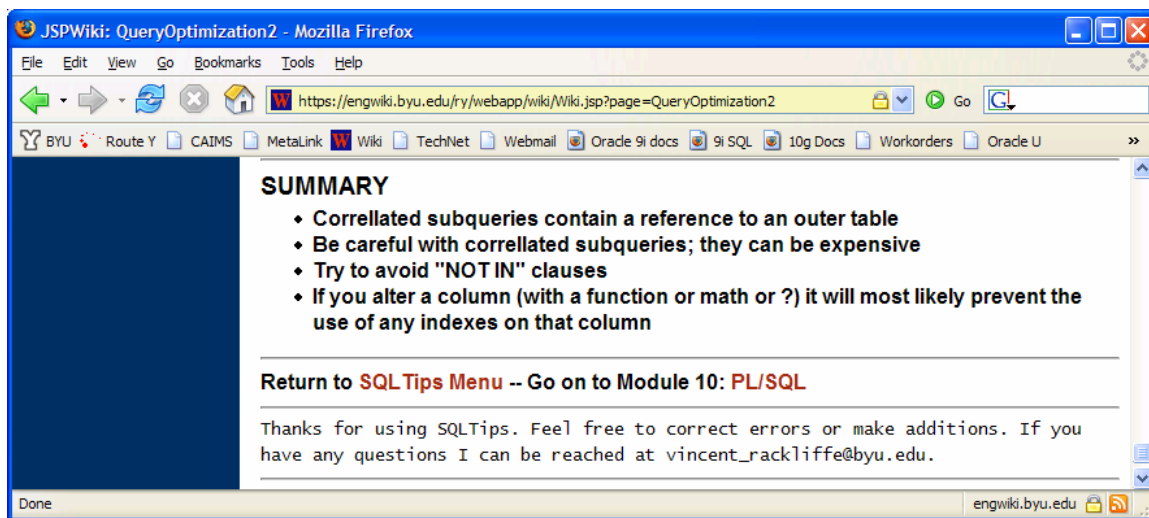 JSPWiki: QueryOptimization2 - Mozilla Firefox
File Edit View Go Bookmarks Tools Help
https://engwiki.byu.edu/ry/webapp/wiki/Wiki.jsp?page=QueryOptimization2 Go G
BYU Route Y CAIMS MetaLink Wiki TechNet Webmail Oracle 9i docs 9i SQL 10g Docs Workorders Oracle U »
SUMMARY
• Correllated subqueries contain a reference to an outer table
• Be careful with correllated subqueries; they can be expensive
• Try to avoid "NOT IN" clauses
• If you alter a column (with a function or math or ?) it will most likely prevent the
use of any indexes on that column
Return to SQLTips Menu -- Go on to Module 10: PL/SQL
Thanks for using SQLTips. Feel free to correct errors or make additions. If you
have any questions I can be reached at vincent_rackliffe@byu.edu.
Done engwiki.byu.edu